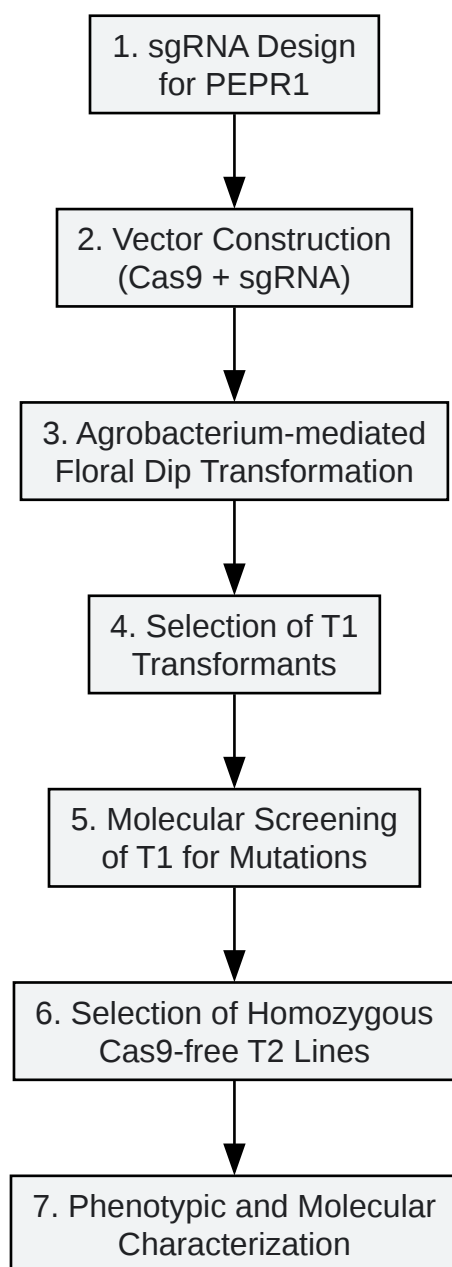 1. sgRNA Design
for PEPR1
2. Vector Construction
(Cas9 + sgRNA)
3. Agrobacterium-mediated
Floral Dip Transformation
4. Selection of T1
Transformants
5. Molecular Screening
of T1 for Mutations
6. Selection of Homozygous
Cas9-free T2 Lines
7. Phenotypic and Molecular
Characterization